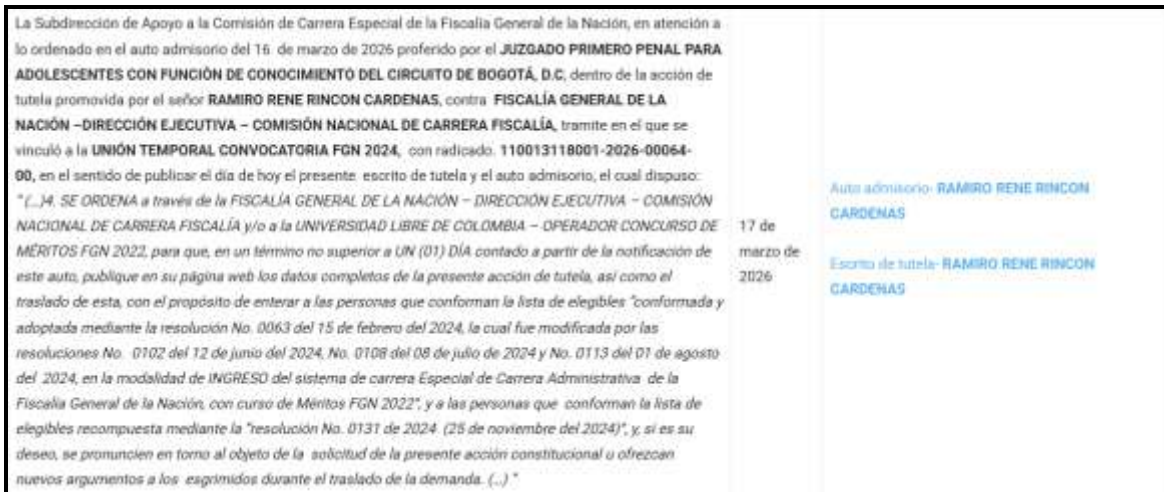 La Subdirección de Apoyo a la Comisión de Carrera Especial de la Fiscalía General de la Nación, en atención a
lo ordenado en el auto admisorio del 16 de marzo de 2026 proferido por el JUZGADO PRIMERO PENAL PARA
ADOLESCENTES CON FUNCIÓN DE CONOCIMIENTO DEL CIRCUITO DE BOGOTÁ, D.C, dentro de la acción de
tutela promovida por el señor RAMIRO RENE RINCON CARDENAS, contra FISCALÍA GENERAL DE LA
NACIÓN –DIRECCIÓN EJECUTIVA – COMISIÓN NACIONAL DE CARRERA FISCALÍA, tramite en el que se
vinculó a la UNIÓN TEMPORAL CONVOCATORIA FGN 2024, con radicado. 110013118001-2026-00064-
00, en el sentido de publicar el día de hoy el presente escrito de tutela y el auto admisorio, el cual dispuso:
" (...)4. SE ORDENA a través de la FISCALÍA GENERAL DE LA NACIÓN – DIRECCIÓN EJECUTIVA – COMISIÓN
NACIONAL DE CARRERA FISCALÍA y/o a la UNIVERSIDAD LIBRE DE COLOMBIA – OPERADOR CONCURSO DE
MÉRITOS FGN 2022, para que, en un término no superior a UN (01) DÍA contado a partir de la notificación de
este auto, publique en su página web los datos completos de la presente acción de tutela, así como el
traslado de esta, con el propósito de enterar a las personas que conforman la lista de elegibles "conformada y
adoptada mediante la resolución No. 0063 del 15 de febrero del 2024, la cual fue modificada por las
resoluciones No. 0102 del 12 de junio del 2024, No. 0108 del 08 de julio de 2024 y No. 0113 del 01 de agosto
del 2024, en la modalidad de INGRESO del sistema de carrera Especial de Carrera Administrativa de la
Fiscalía General de la Nación, con curso de Méritos FGN 2022", y a las personas que conforman la lista de
elegibles recompuesta mediante la "resolución No. 0131 de 2024 (25 de noviembre del 2024)", y, si es su
deseo, se pronuncien en torno al objeto de la solicitud de la presente acción constitucional u ofrezcan
nuevos argumentos a los esgrimidos durante el traslado de la demanda. (...) "
17 de
marzo de
2026
Auto admisorio- RAMIRO RENE RINCON
CARDENAS
Escrito de tutela- RAMIRO RENE RINCON
CARDENAS